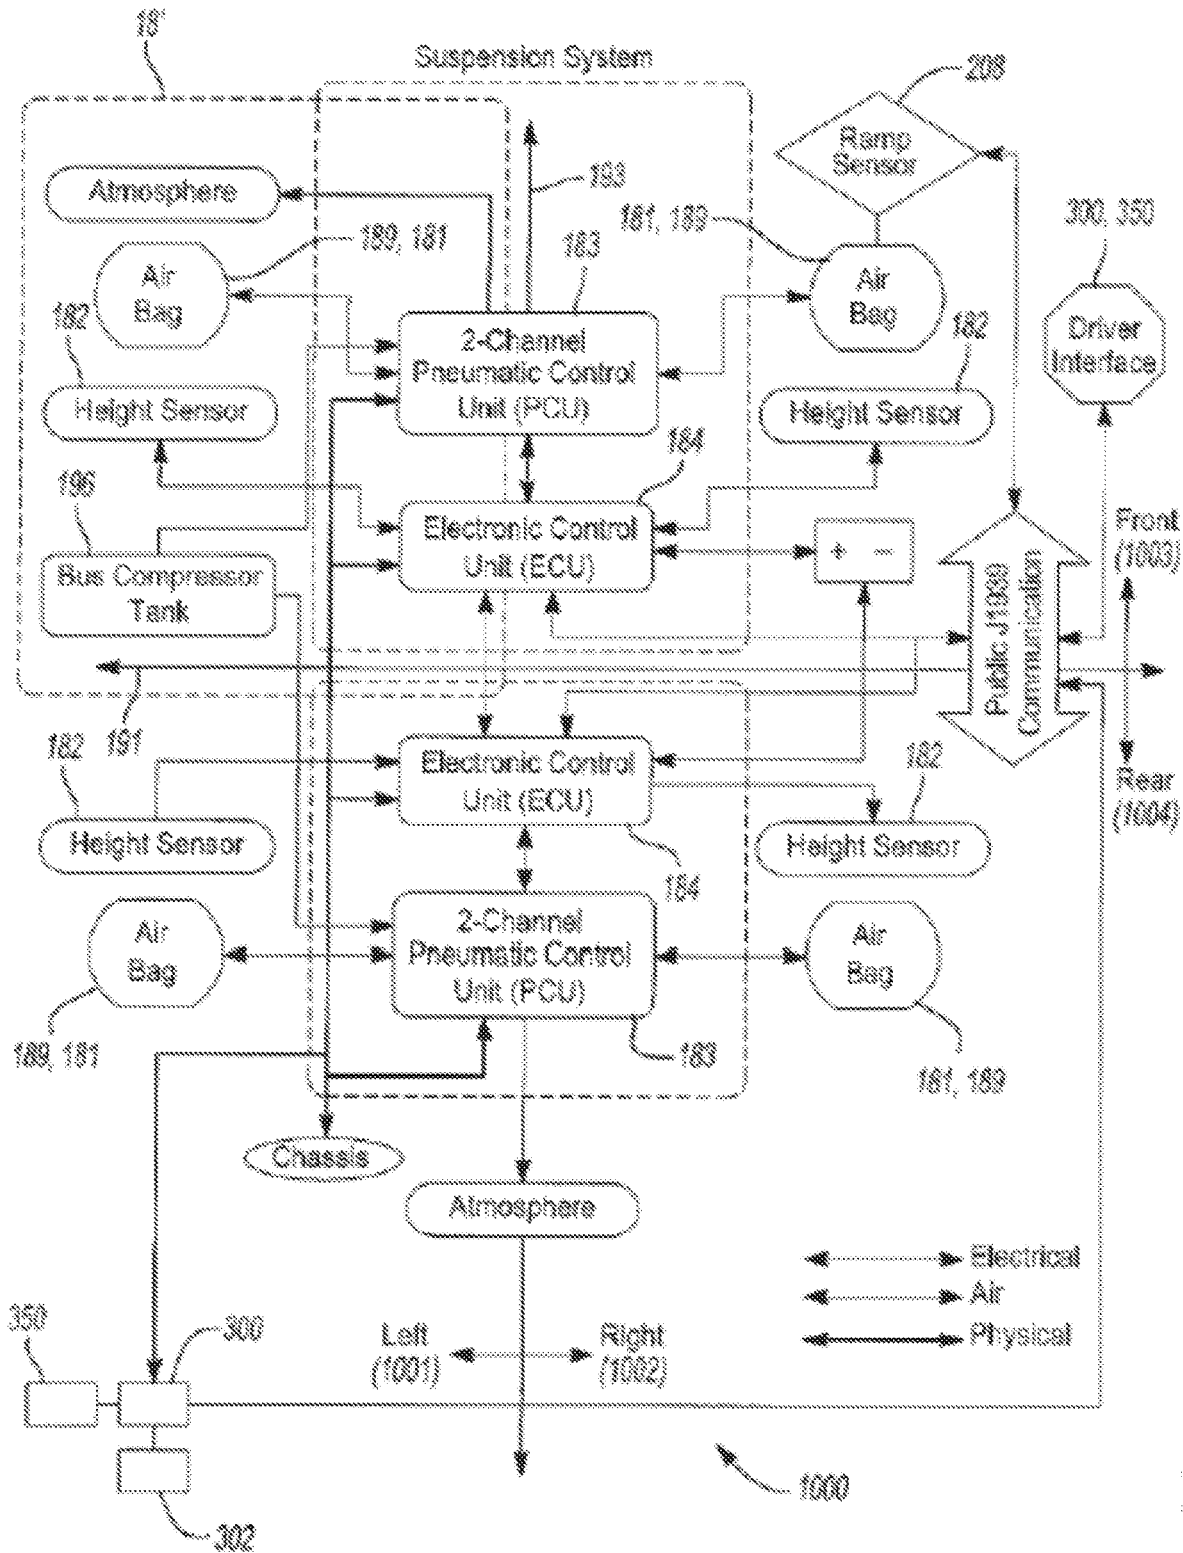 18'
Suspension System
208
Ramp
Sensor
Atmosphere
193
181, 189
300, 350
189, 181
183
Air
Bag
Air
Bag
182
2-Channel
Pneumatic Control
Unit (PCU)
182
Driver
Interface
Height Sensor
Height Sensor
184
196
Electronic Control
Unit (ECU)
+ −
Front
(1003)
Bus Compressor
Tank
Public J1939
Communication
191
182
Electronic Control
Unit (ECU)
182
Rear
(1004)
Height Sensor
Height Sensor
184
Air
Bag
2-Channel
Pneumatic Control
Unit (PCU)
Air
Bag
189, 181
183
181, 189
Chassis
Atmosphere
Electrical
Air
Physical
350
300
Left
(1001)
Right
(1002)
1000
302